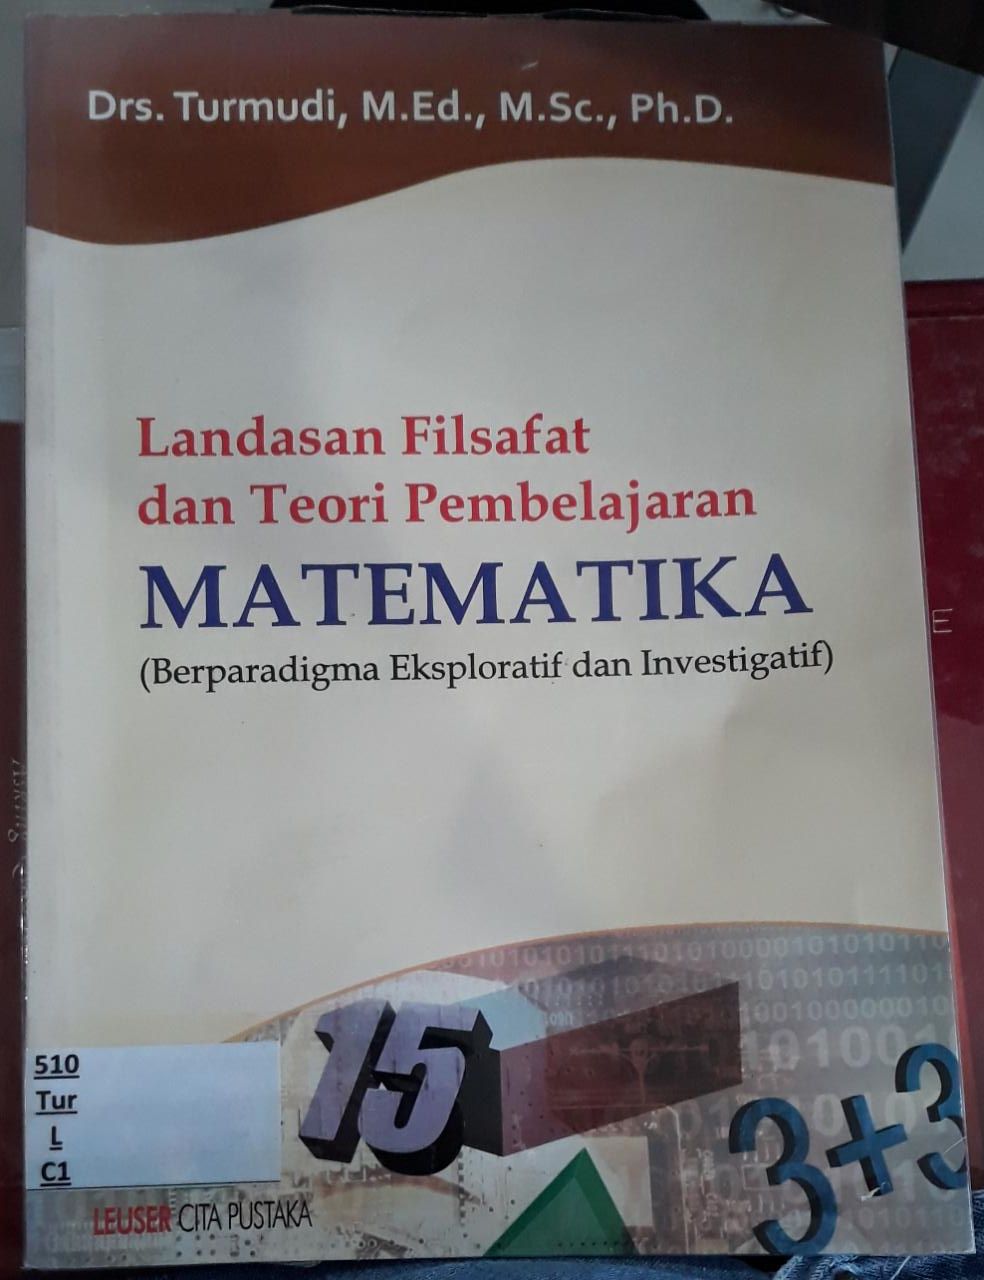 Drs. Turmudi, M.Ed., M.Sc., Ph.D.
Landasan Filsafat
dan Teori Pembelajaran
MATEMATIKA
(Berparadigma Eksploratif dan Investigatif)
15
3+3
510
Tur
L
C1
LEUSER CITA PUSTAKA
E